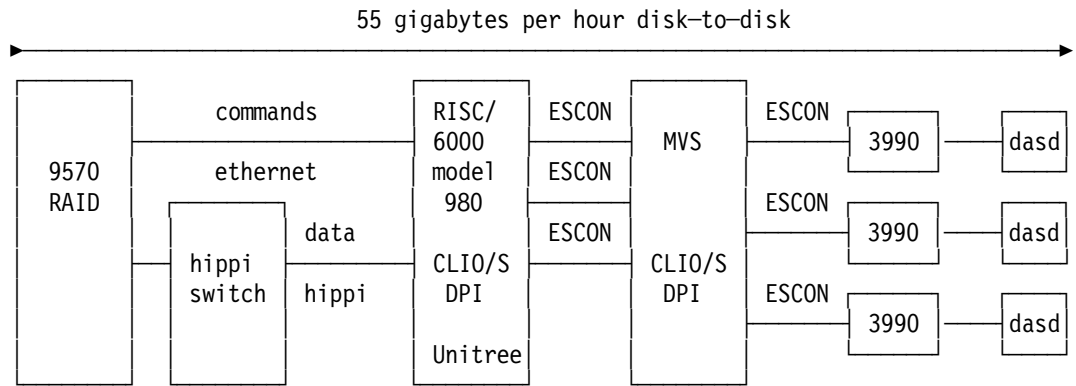 55 gigabytes per hour disk—to—disk
commands RISC/ ESCON ESCON
6000 MVS 3990 dasd
9570 ethernet model ESCON
RAID 980 ESCON
data ESCON 3990 dasd
hippi CLIO/S CLIO/S
switch hippi DPI DPI ESCON
3990 dasd
Unitree